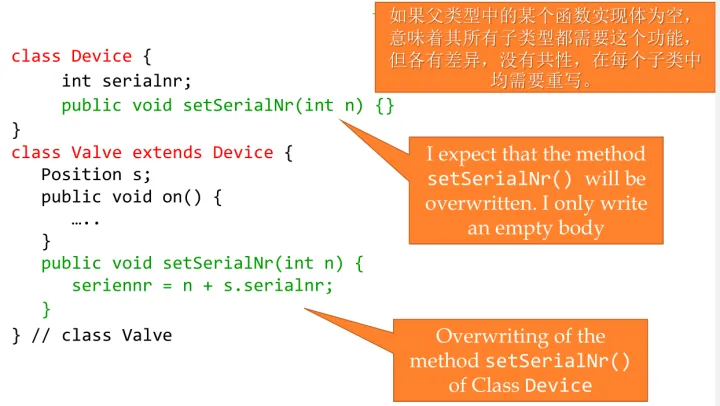 如果父类型中的某个函数实现体为空，
意味着其所有子类型都需要这个功能，
但各有差异，没有共性，在每个子类中
均需要重写。
class Device {
int serialnr;
public void setSerialNr(int n) {}
}
class Valve extends Device {
Position s;
public void on() {
…..
}
public void setSerialNr(int n) {
seriennr = n + s.serialnr;
}
} // class Valve
I expect that the method
setSerialNr() will be
overwritten. I only write
an empty body
Overwriting of the
method setSerialNr()
of Class Device